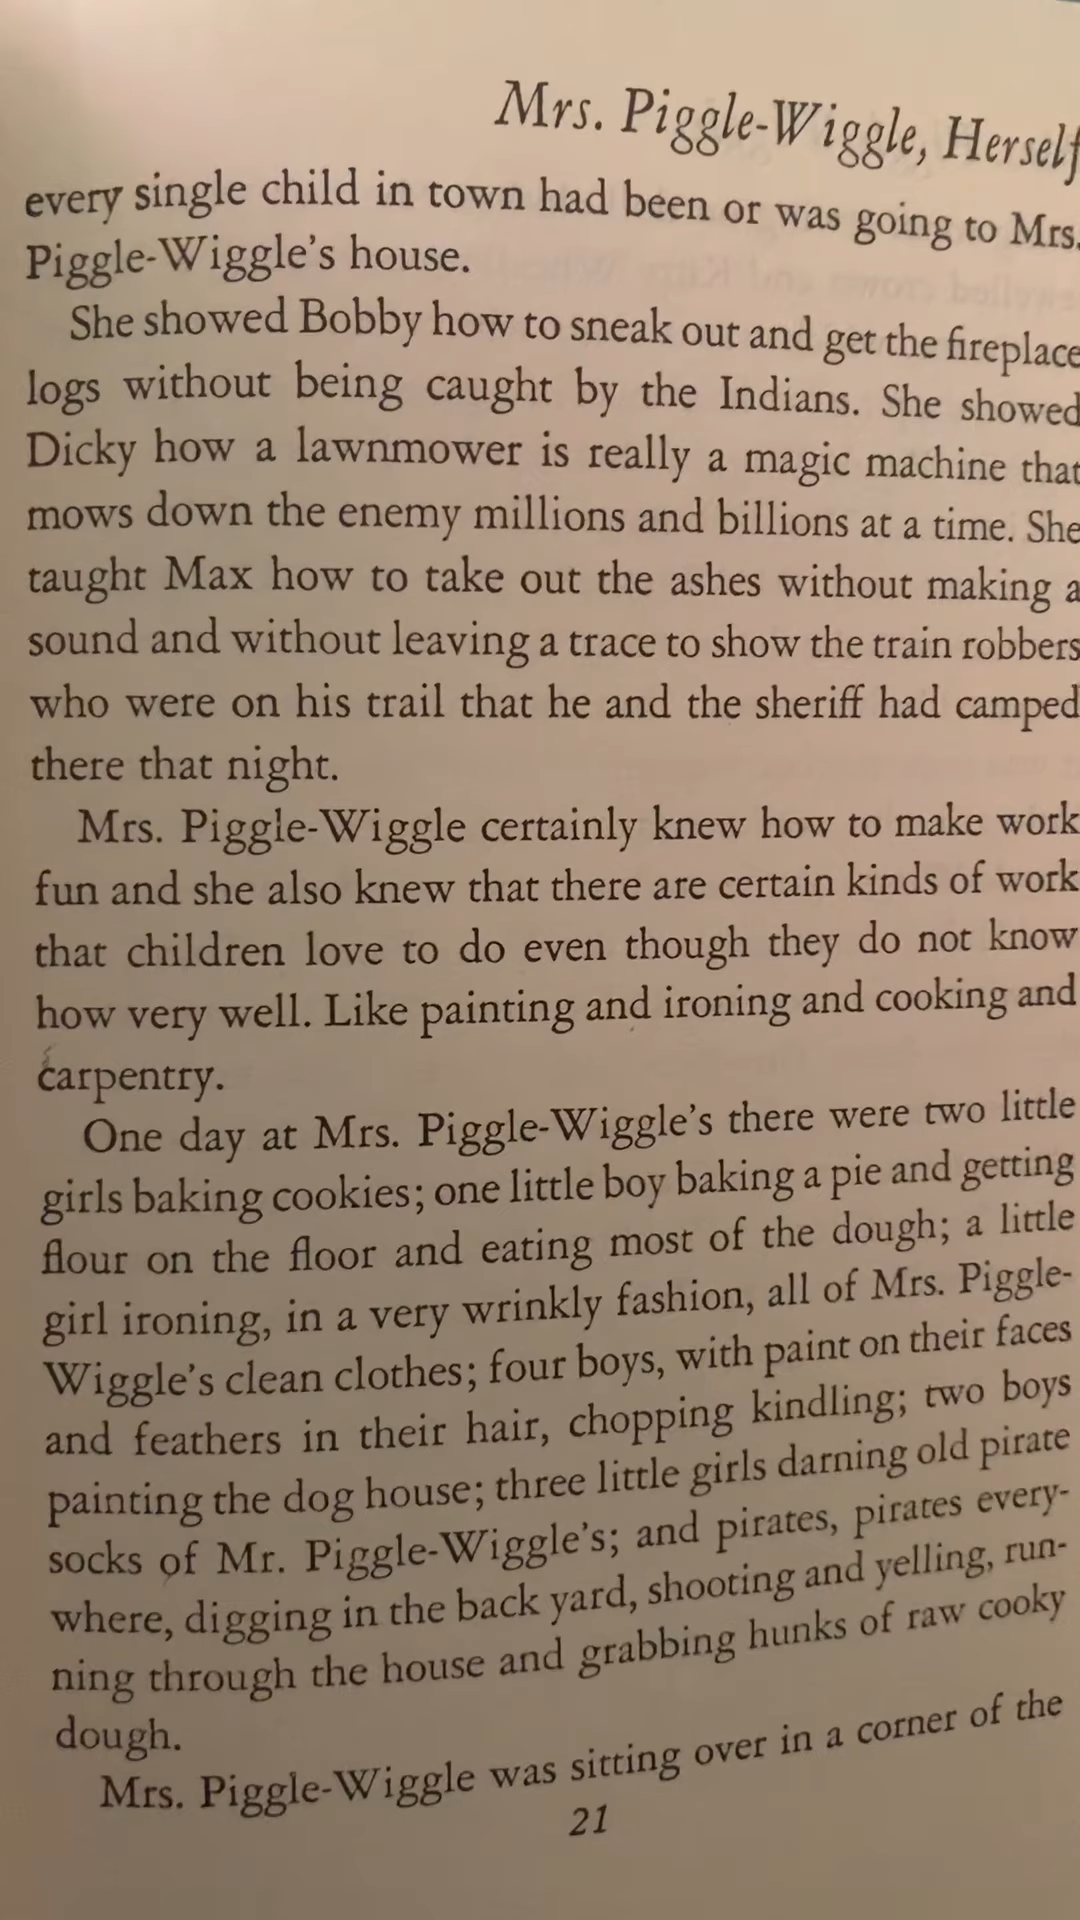 Mrs. Piggle-Wiggle, Herself
every single child in town had been or was going to Mrs.
Piggle-Wiggle's house.
She showed Bobby how to sneak out and get the fireplace
logs without being caught by the Indians. She showed
Dicky how a lawnmower is really a magic machine that
mows down the enemy millions and billions at a time. She
taught Max how to take out the ashes without making a
sound and without leaving a trace to show the train robbers
who were on his trail that he and the sheriff had camped
there that night.
Mrs. Piggle-Wiggle certainly knew how to make work
fun and she also knew that there are certain kinds of work
that children love to do even though they do not know
how very well. Like painting and ironing and cooking and
carpentry.
One day at Mrs. Piggle-Wiggle's there were two little
girls baking cookies; one little boy baking a pie and getting
flour on the floor and eating most of the dough; a little
girl ironing, in a very wrinkly fashion, all of Mrs. Piggle-
Wiggle's clean clothes; four boys, with paint on their faces
and feathers in their hair, chopping kindling; two boys
painting the dog house; three little girls darning old pirate
socks of Mr. Piggle-Wiggle's; and pirates, pirates every-
where, digging in the back yard, shooting and yelling, run-
ning through the house and grabbing hunks of raw cooky
dough.
Mrs. Piggle-Wiggle was sitting over in a corner of the
21